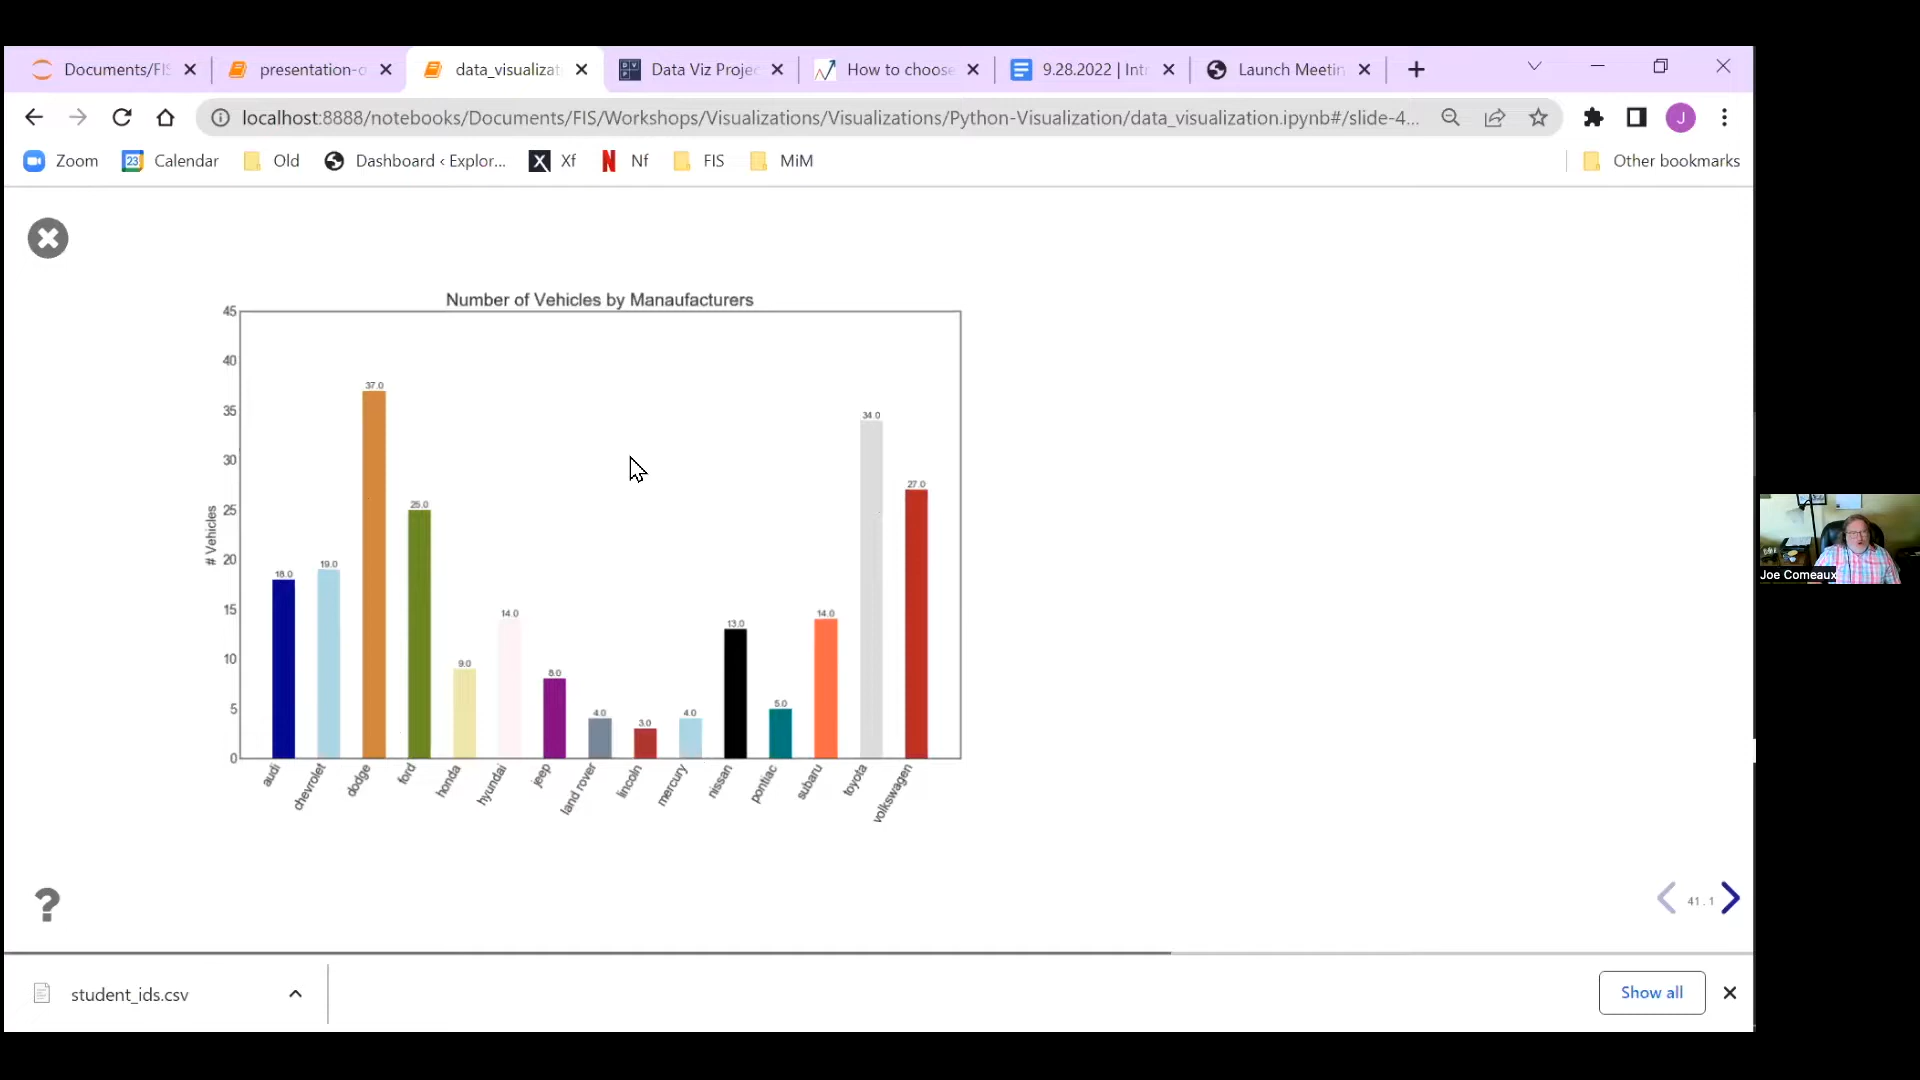 Documents/FIS
presentation-o
data_visualizat
Data Viz Projec
How to choose
9.28.2022 | Intr
Launch Meetin
localhost:8888/notebooks/Documents/FIS/Workshops/Visualizations/Visualizations/Python-Visualization/data_visualization.ipynb#/slide-4...
J
Zoom
23
Calendar
Old
Dashboard ‹ Explor...
Xf
Nf
FIS
MiM
Other bookmarks
Number of Vehicles by Manaufacturers
45
40
35
30
25
20
15
10
5
0
# Vehicles
18.0
19.0
37.0
25.0
9.0
14.0
8.0
4.0
3.0
4.0
13.0
5.0
14.0
34.0
27.0
audi
chevrolet
dodge
ford
honda
hyundai
jeep
land rover
lincoln
mercury
nissan
pontiac
subaru
toyota
volkswagen
Joe Comeaux
?
41.1
student_ids.csv
Show all